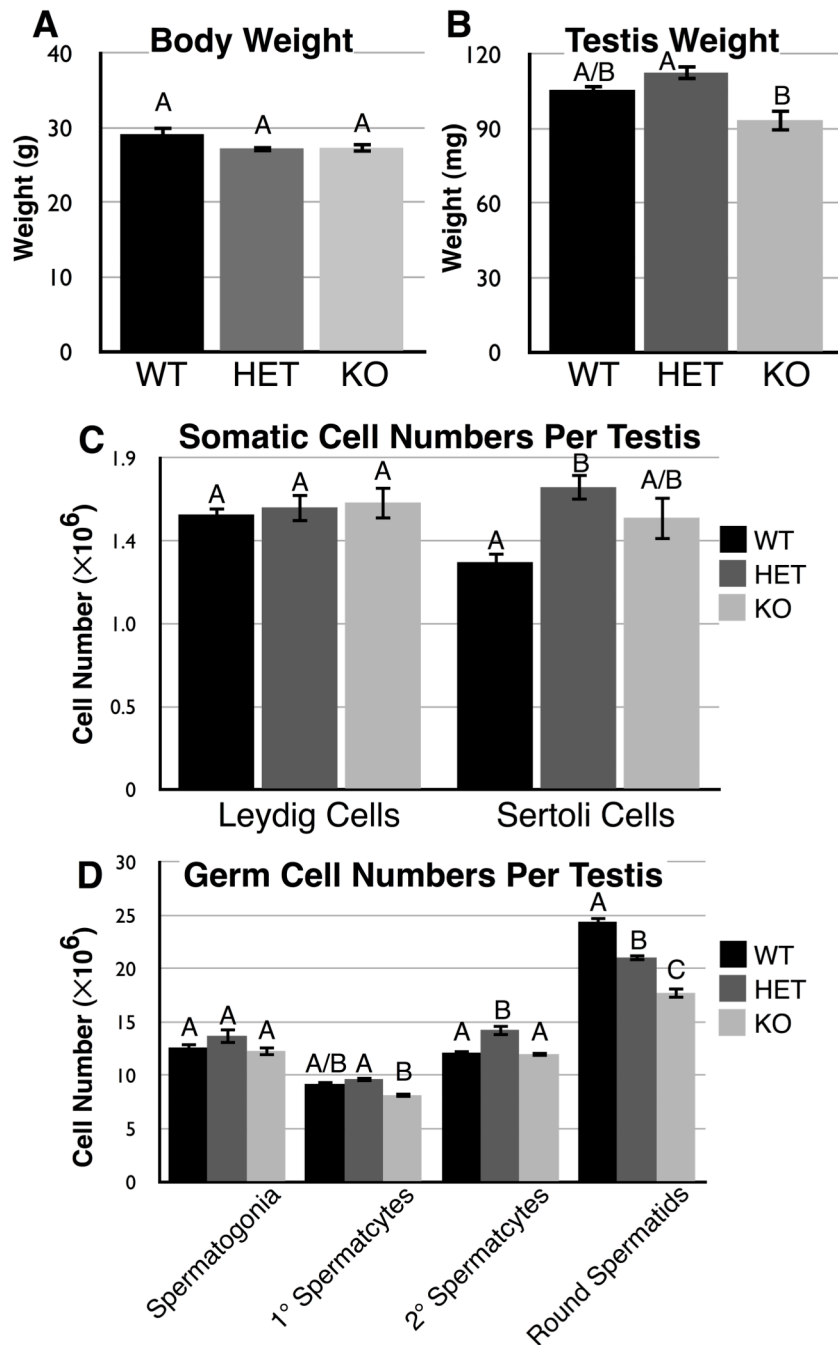 A Body Weight
40
30
20
10
0
Weight (g)
A A A
WT HET KO
B Testis Weight
120
90
60
30
0
Weight (mg)
A/B A B
WT HET KO
C Somatic Cell Numbers Per Testis
1.9
1.4
1.0
0.5
0
Cell Number (×10⁶)
A A A A B A/B
Leydig Cells Sertoli Cells
WT
HET
KO
D Germ Cell Numbers Per Testis
30
25
20
15
10
5
0
Cell Number (×10⁶)
A A A A/B A B A B A A B C
Spermatogonia
1° Spermatcytes
2° Spermatcytes
Round Spermatids
WT
HET
KO